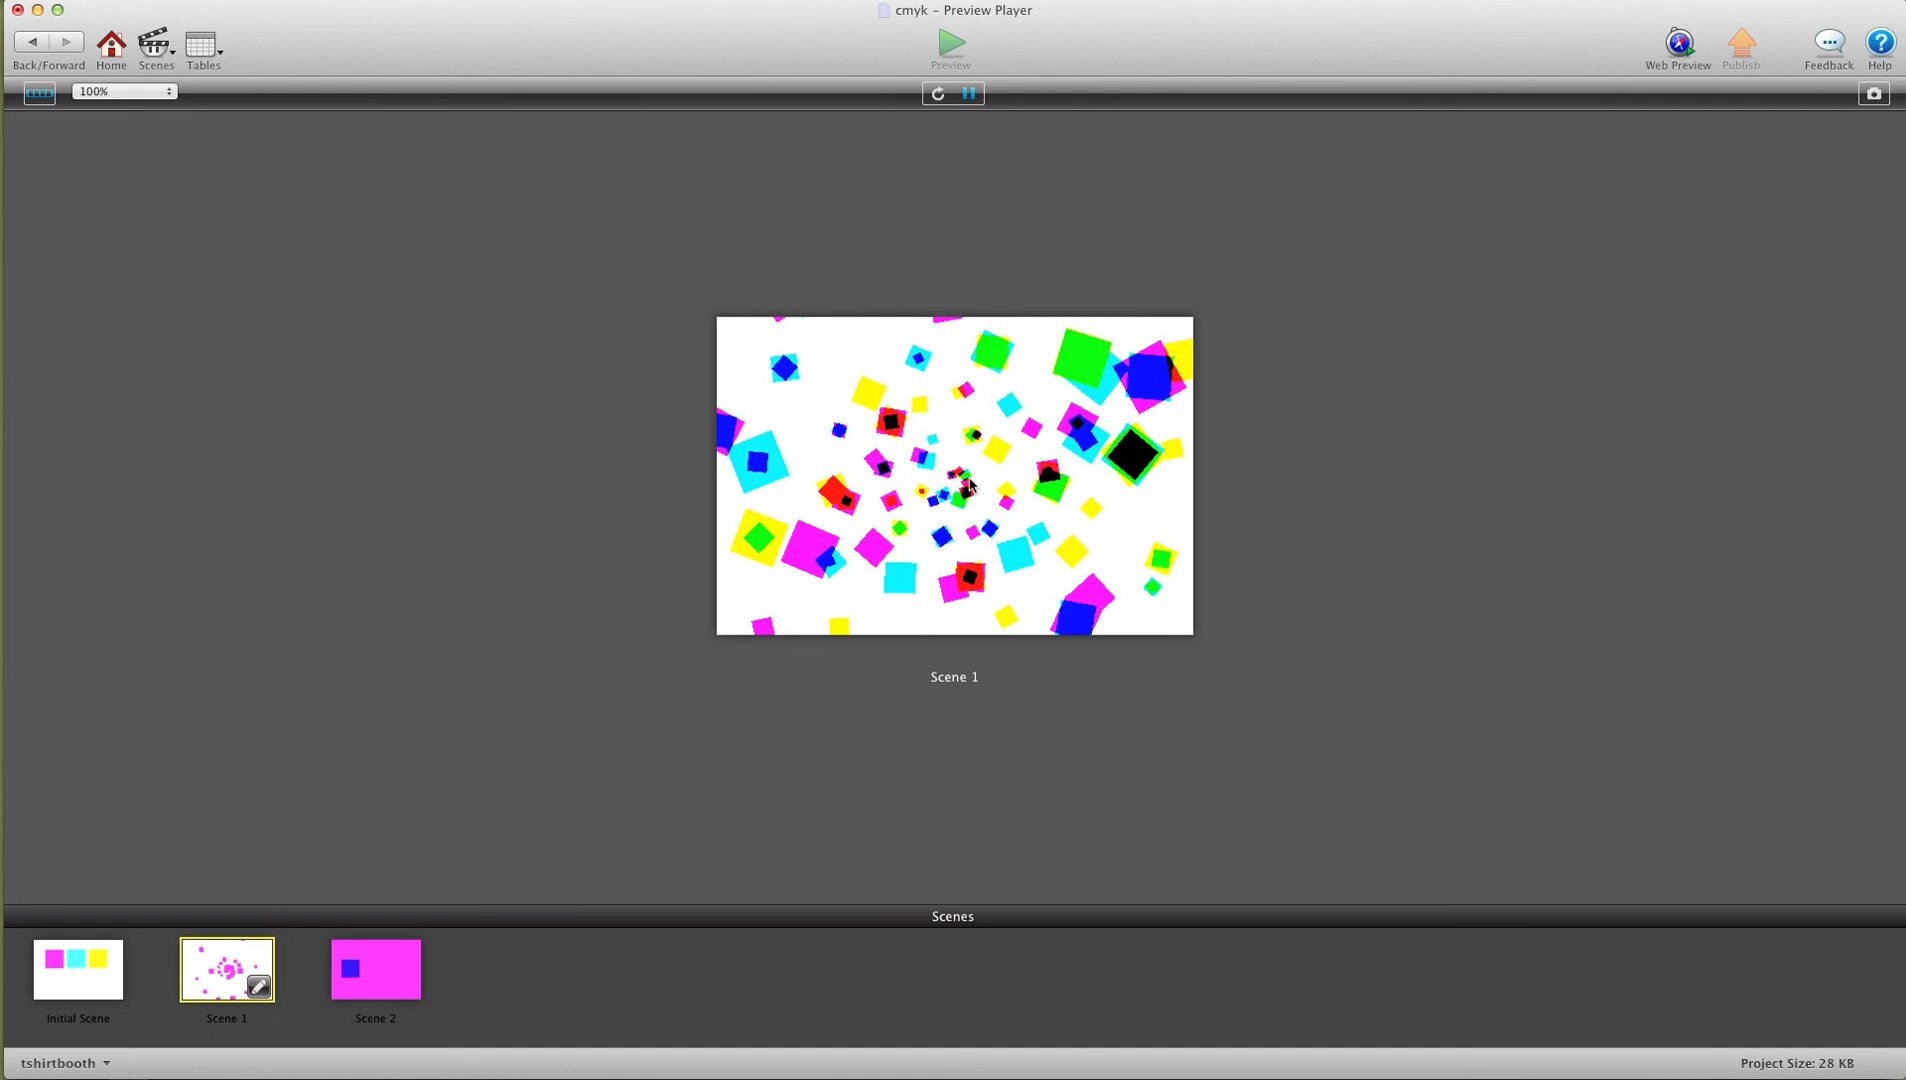 cmyk – Preview Player
Back/Forward Home Scenes Tables Preview Web Preview Publish Feedback Help
100%
Scene 1
Scenes
Initial Scene Scene 1 Scene 2
tshirtbooth Project Size: 28 KB